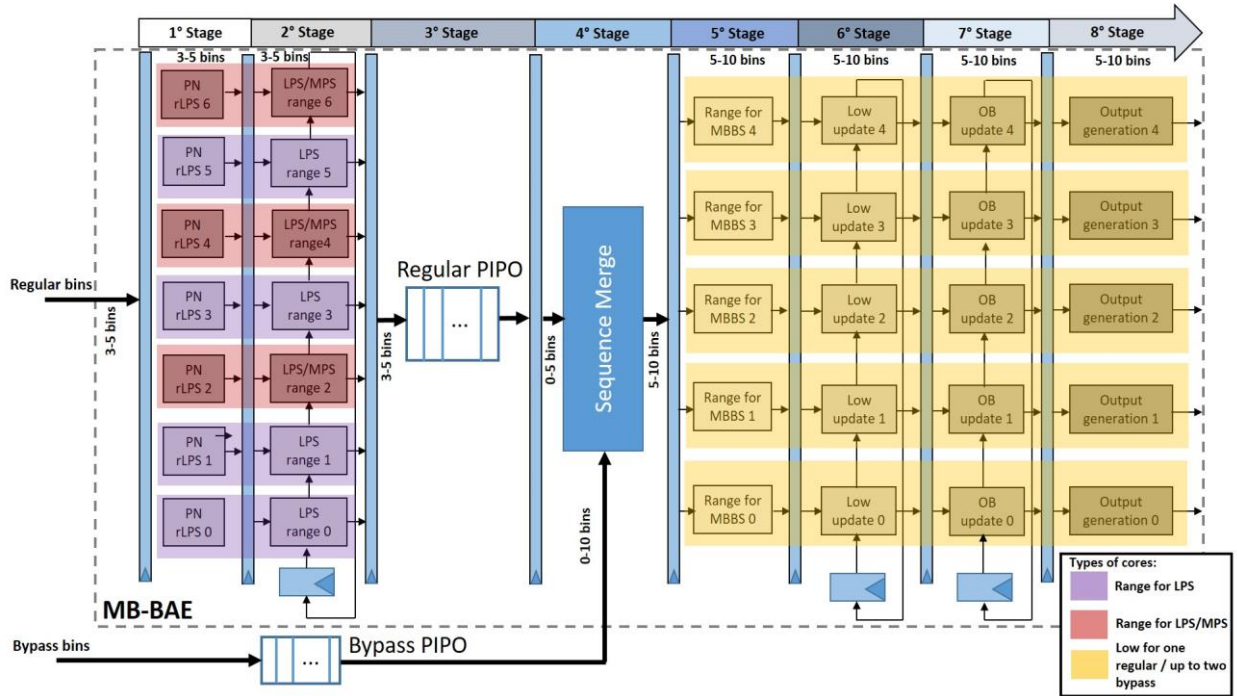 1° Stage
2° Stage
3° Stage
4° Stage
5° Stage
6° Stage
7° Stage
8° Stage
3-5 bins
3-5 bins
5-10 bins
5-10 bins
5-10 bins
5-10 bins
PN
rLPS 6
LPS/MPS
range 6
Range for
MBBS 4
Low
update 4
OB
update 4
Output
generation 4
PN
rLPS 5
LPS
range 5
PN
rLPS 4
LPS/MPS
range4
Range for
MBBS 3
Low
update 3
OB
update 3
Output
generation 3
Regular bins
3-5 bins
PN
rLPS 3
LPS
range 3
3-5 bins
Regular PIPO
...
0-5 bins
Sequence Merge
5-10 bins
Range for
MBBS 2
Low
update 2
OB
update 2
Output
generation 2
PN
rLPS 2
LPS/MPS
range 2
PN
rLPS 1
LPS
range 1
Range for
MBBS 1
Low
update 1
OB
update 1
Output
generation 1
PN
rLPS 0
LPS
range 0
Range for
MBBS 0
Low
update 0
OB
update 0
Output
generation 0
0-10 bins
MB-BAE
Bypass bins
...
Bypass PIPO
Types of cores:
Range for LPS
Range for LPS/MPS
Low for one
regular / up to two
bypass